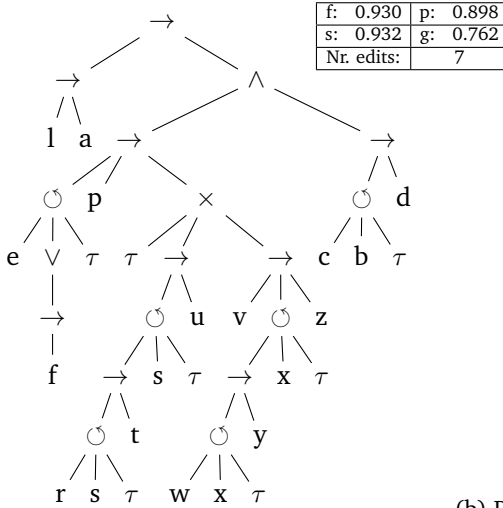 → f: 0.930 p: 0.898
s: 0.932 g: 0.762
Nr. edits: 7
→ ∧
l a → →
↺ p × ↺ d
e ∨ τ τ → → c b τ
→ ↺ u v ↺ z
f → s τ → x τ
↺ t ↺ y
r s τ w x τ